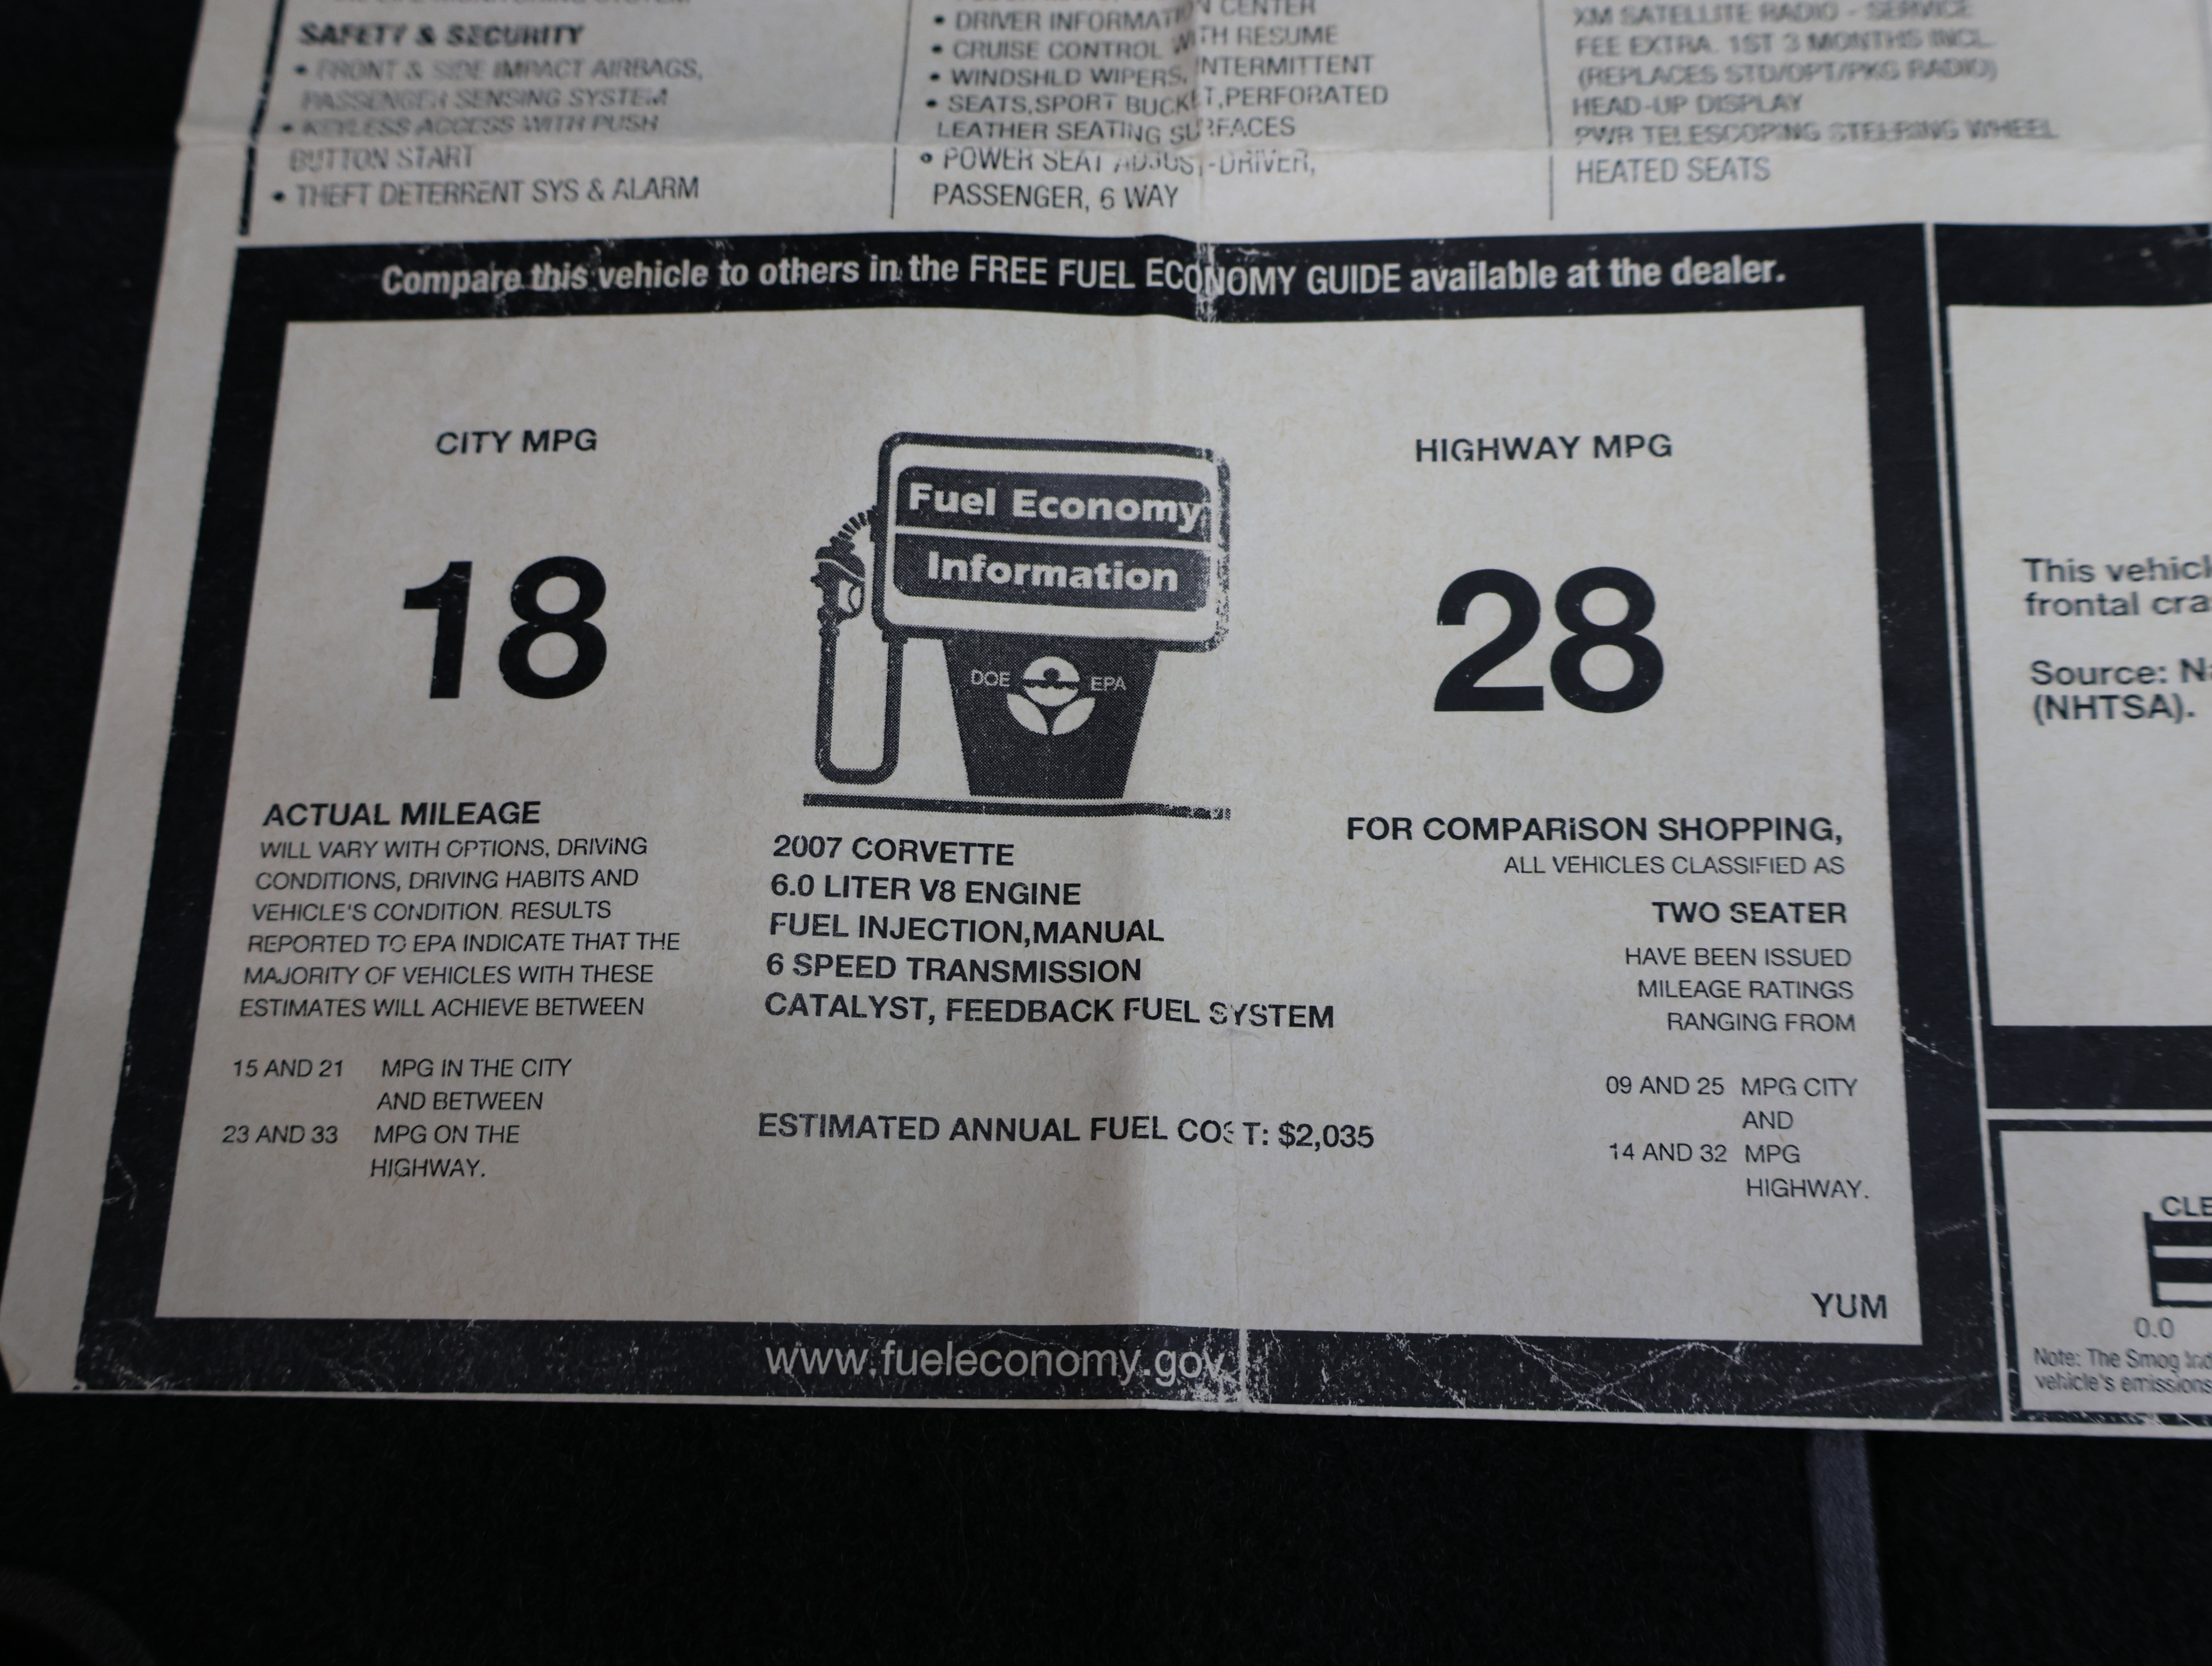 SAFETY & SECURITY
• FRONT & SIDE IMPACT AIRBAGS,
PASSENGER SENSING SYSTEM
• KEYLESS ACCESS WITH PUSH
BUTTON START
• THEFT DETERRENT SYS & ALARM
• DRIVER INFORMATION CENTER
• CRUISE CONTROL WITH RESUME
• WINDSHLD WIPERS, INTERMITTENT
• SEATS,SPORT BUCKET,PERFORATED
LEATHER SEATING SURFACES
• POWER SEAT ADJUST-DRIVER,
PASSENGER, 6 WAY
XM SATELLITE RADIO - SERVICE
FEE EXTRA. 1ST 3 MONTHS INCL.
(REPLACES STD/OPT/PKG RADIO)
HEAD-UP DISPLAY
PWR TELESCOPING STEERING WHEEL
HEATED SEATS
Compare this vehicle to others in the FREE FUEL ECONOMY GUIDE available at the dealer.
CITY MPG
18
Fuel Economy
Information
DOE EPA
HIGHWAY MPG
28
ACTUAL MILEAGE
WILL VARY WITH OPTIONS, DRIVING
CONDITIONS, DRIVING HABITS AND
VEHICLE'S CONDITION. RESULTS
REPORTED TO EPA INDICATE THAT THE
MAJORITY OF VEHICLES WITH THESE
ESTIMATES WILL ACHIEVE BETWEEN
15 AND 21 MPG IN THE CITY
AND BETWEEN
23 AND 33 MPG ON THE
HIGHWAY.
2007 CORVETTE
6.0 LITER V8 ENGINE
FUEL INJECTION,MANUAL
6 SPEED TRANSMISSION
CATALYST, FEEDBACK FUEL SYSTEM
ESTIMATED ANNUAL FUEL COST: $2,035
FOR COMPARISON SHOPPING,
ALL VEHICLES CLASSIFIED AS
TWO SEATER
HAVE BEEN ISSUED
MILEAGE RATINGS
RANGING FROM
09 AND 25 MPG CITY
AND
14 AND 32 MPG
HIGHWAY.
YUM
www.fueleconomy.gov
This vehicl
frontal cra
Source: Na
(NHTSA).
CLE
0.0
Note: The Smog Ind
vehicle's emissions